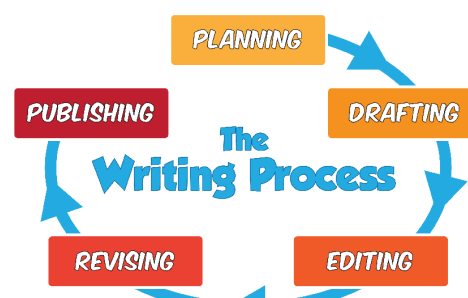 PLANNING
DRAFTING
PUBLISHING
The
Writing Process
REVISING
EDITING